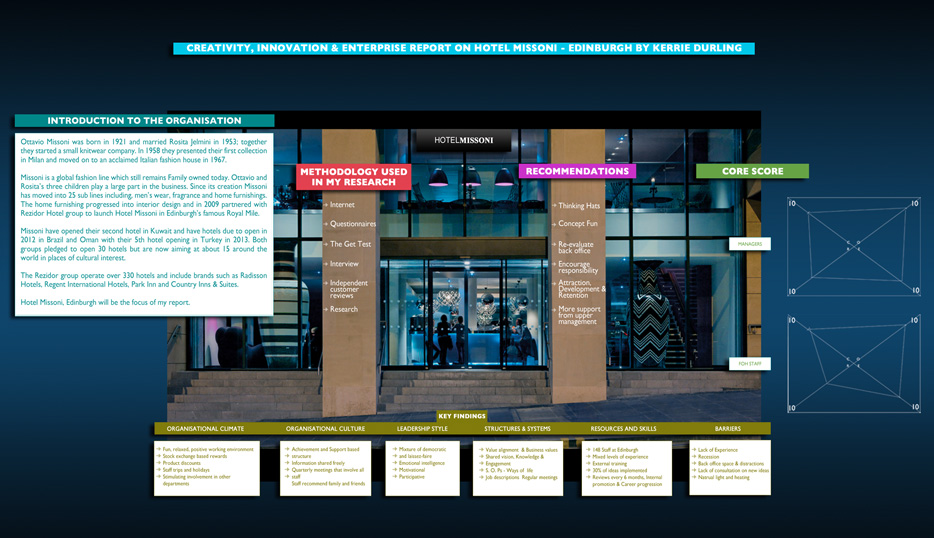 CREATIVITY, INNOVATION & ENTERPRISE REPORT ON HOTEL MISSONI - EDINBURGH BY KERRIE DURLING
INTRODUCTION TO THE ORGANISATION
Ottavio Missoni was born in 1921 and married Rosita Jelmini in 1953; together
they started a small knitwear company. In 1958 they presented their first collection
in Milan and moved on to an acclaimed Italian fashion house in 1967.
Missoni is a global fashion line which still remains Family owned today. Ottavio and
Rosita's three children play a large part in the business. Since its creation Missoni
has moved into 25 sub lines including, men's wear, fragrance and home furnishings.
The home furnishing progressed into interior design and in 2009 partnered with
Rezidor Hotel group to launch Hotel Missoni in Edinburgh's famous Royal Mile.
Missoni have opened their second hotel in Kuwait and have hotels due to open in
2012 in Brazil and Oman with their 5th hotel opening in Turkey in 2013. Both
groups pledged to open 30 hotels but are now aiming at about 15 around the
world in places of cultural interest.
The Rezidor group operate over 330 hotels and include brands such as Radisson
Hotels, Regent International Hotels, Park Inn and Country Inns & Suites.
Hotel Missoni, Edinburgh will be the focus of my report.
HOTELMISSONI
METHODOLOGY USED
IN MY RESEARCH
Internet
Questionnaires
The Get Test
Interview
Independent
customer
reviews
Research
RECOMMENDATIONS
Thinking Hats
Concept Fun
Re-evaluate
back office
Encourage
responsibility
Attraction,
Development &
Retention
More support
from upper
management
CORE SCORE
MANAGERS
10 10
C O
R E
10 10
FOH STAFF
10 10
C O
R E
10 10
KEY FINDINGS
ORGANISATIONAL CLIMATE
Fun, relaxed, positive working environment
Stock exchange based rewards
Product discounts
Staff trips and holidays
Stimulating involvement in other
departments
ORGANISATIONAL CULTURE
Achievement and Support based
structure
Information shared freely
Quarterly meetings that involve all
staff
Staff recommend family and friends
LEADERSHIP STYLE
Mixture of democratic
and laissez-faire
Emotional intelligence
Motivational
Participative
STRUCTURES & SYSTEMS
Value alignment & Business values
Shared vision, Knowledge &
Engagement
S. O. Ps - Ways of life
Job descriptions Regular meetings
RESOURCES AND SKILLS
148 Staff in Edinburgh
Mixed levels of experience
External training
30% of ideas implemented
Reviews every 6 months, Internal
promotion & Career progression
BARRIERS
Lack of Experience
Recession
Back office space & distractions
Lack of consultation on new ideas
Natural light and heating